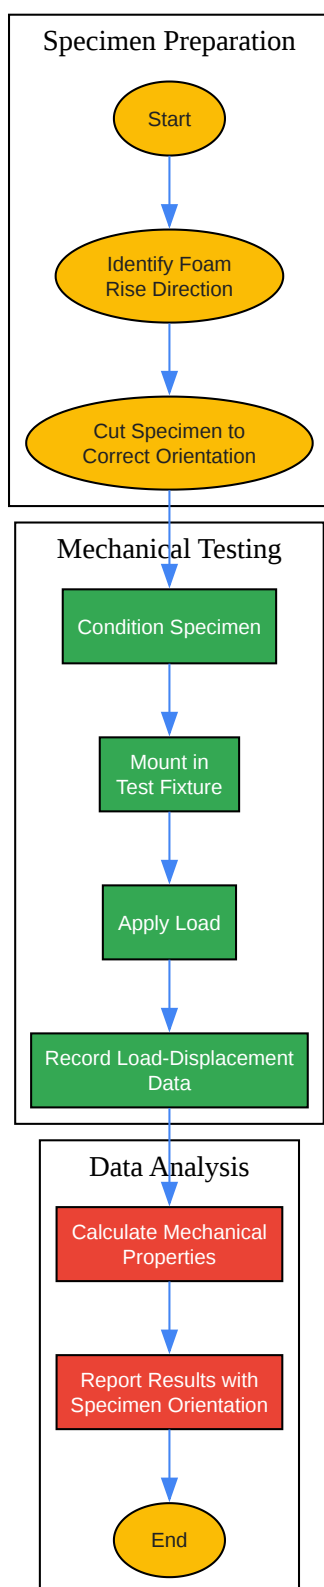 Specimen Preparation
Start
Identify Foam
Rise Direction
Cut Specimen to
Correct Orientation
Mechanical Testing
Condition Specimen
Mount in
Test Fixture
Apply Load
Record Load-Displacement
Data
Data Analysis
Calculate Mechanical
Properties
Report Results with
Specimen Orientation
End